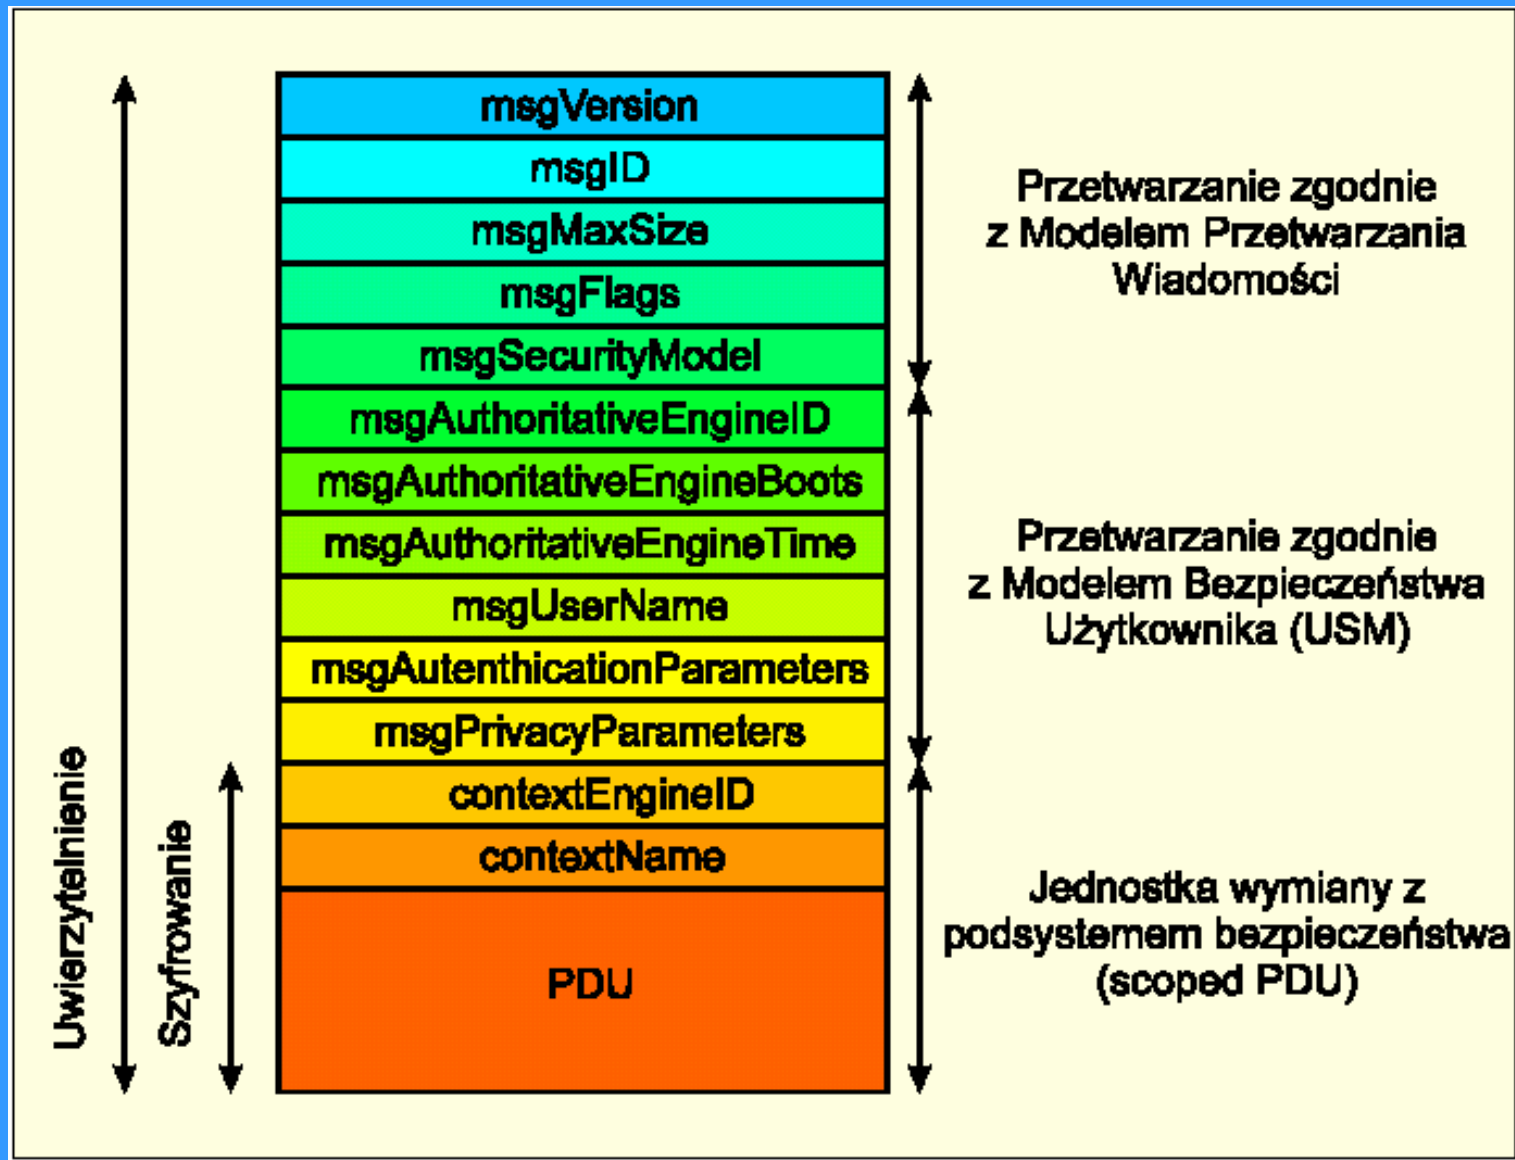 msgVersion
msgID
msgMaxSize
msgFlags
msgSecurityModel
msgAuthoritativeEngineID
msgAuthoritativeEngineBoots
msgAuthoritativeEngineTime
msgUserName
msgAutenthicationParameters
msgPrivacyParameters
contextEngineID
contextName
PDU
Uwierzytelnienie
Szyfrowanie
Przetwarzanie zgodnie
z Modelem Przetwarzania
Wiadomości
Przetwarzanie zgodnie
z Modelem Bezpieczeństwa
Użytkownika (USM)
Jednostka wymiany z
podsystemem bezpieczeństwa
(scoped PDU)